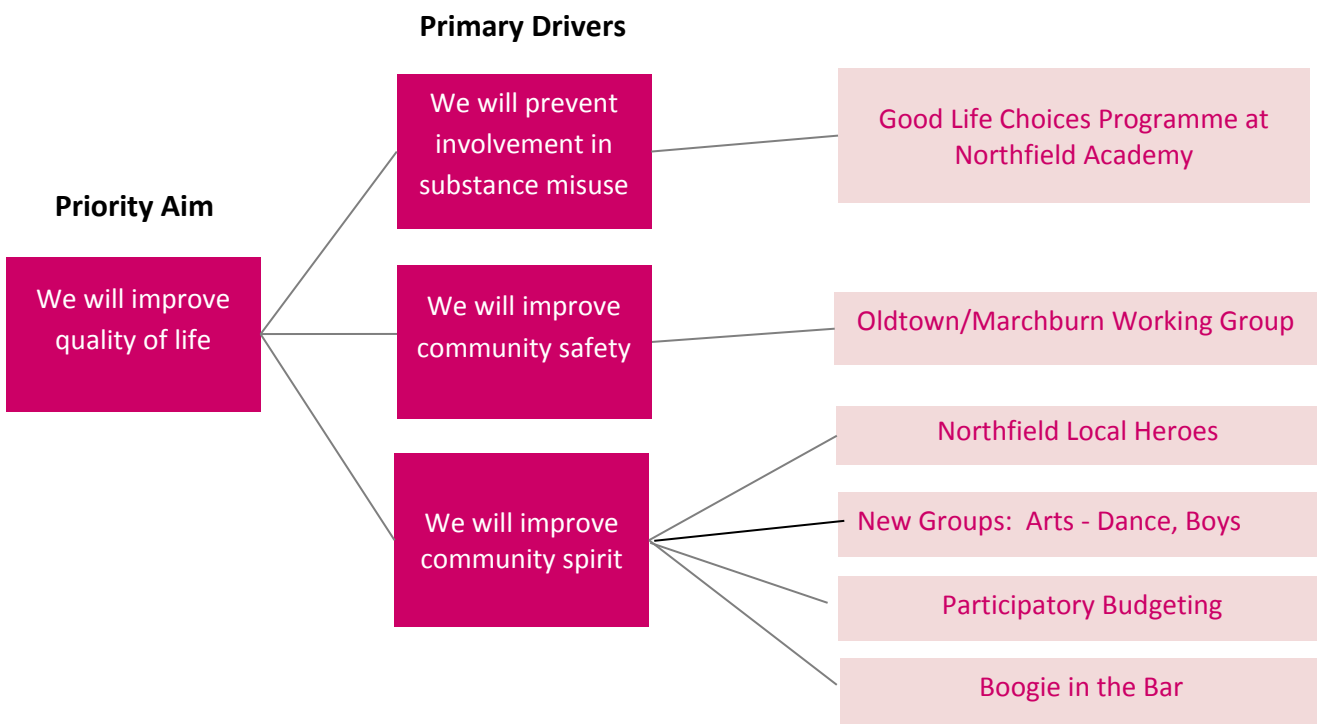 Primary Drivers
Priority Aim
We will improve
quality of life
We will prevent
involvement in
substance misuse
Good Life Choices Programme at
Northfield Academy
We will improve
community safety
Oldtown/Marchburn Working Group
We will improve
community spirit
Northfield Local Heroes
New Groups: Arts - Dance, Boys
Participatory Budgeting
Boogie in the Bar